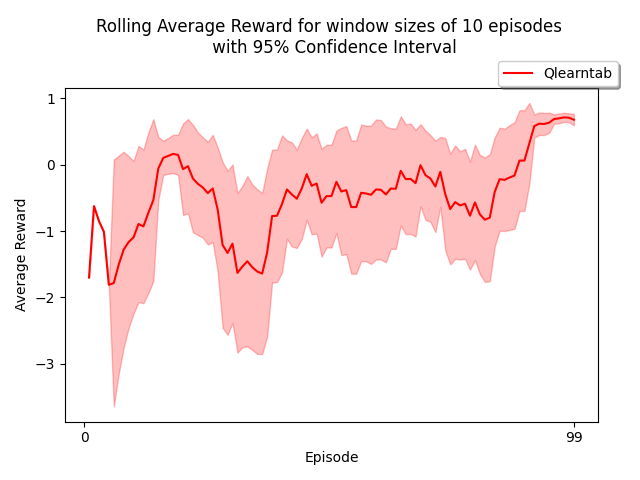 Rolling Average Reward for window sizes of 10 episodes
with 95% Confidence Interval
Qlearntab
1
0
−1
−2
−3
Average Reward
0
99
Episode